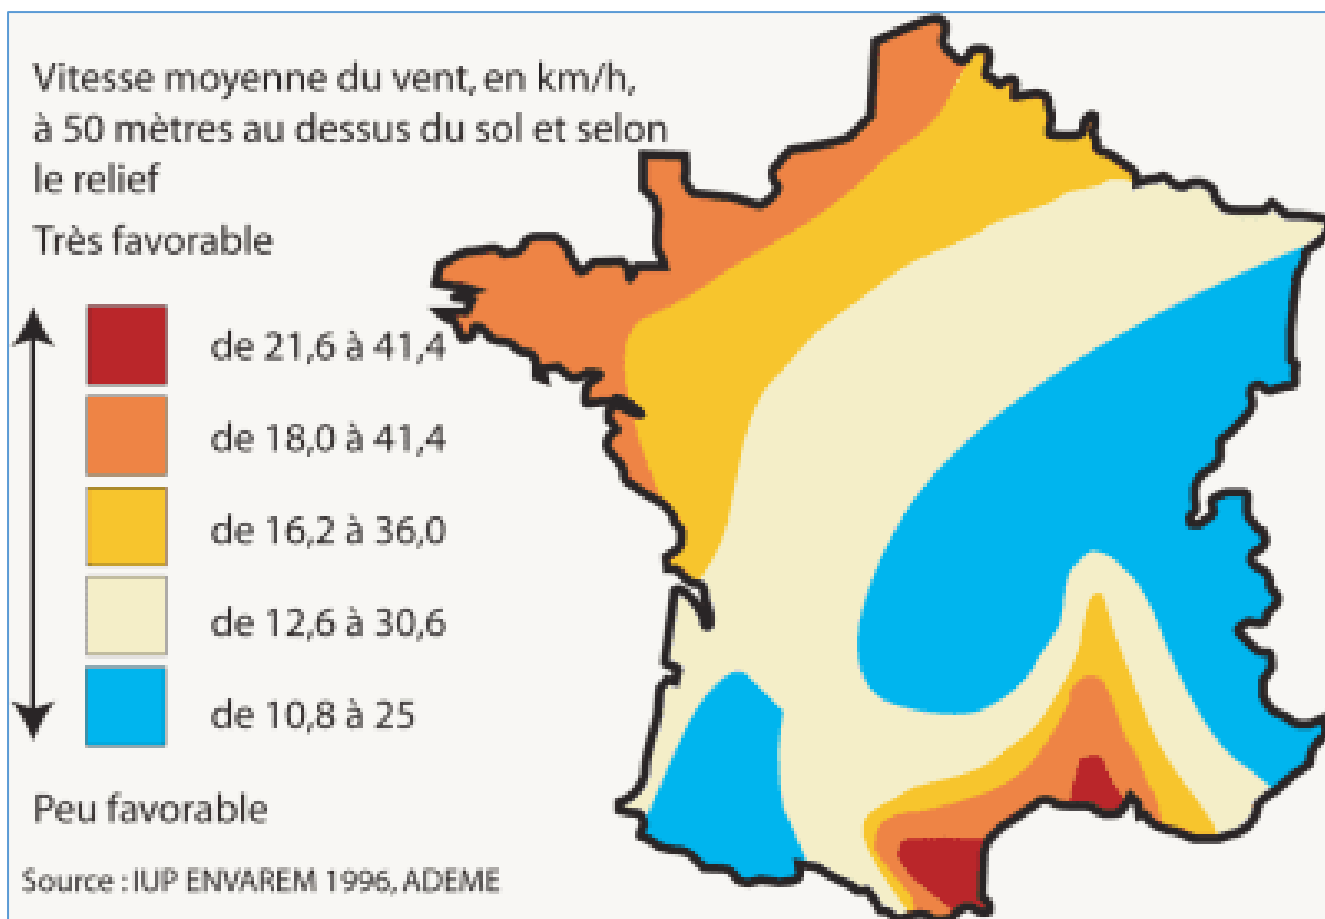 Vitesse moyenne du vent, en km/h,
à 50 mètres au dessus du sol et selon
le relief
Très favorable
de 21,6 à 41,4
de 18,0 à 41,4
de 16,2 à 36,0
de 12,6 à 30,6
de 10,8 à 25
Peu favorable
Source : IUP ENVAREM 1996, ADEME